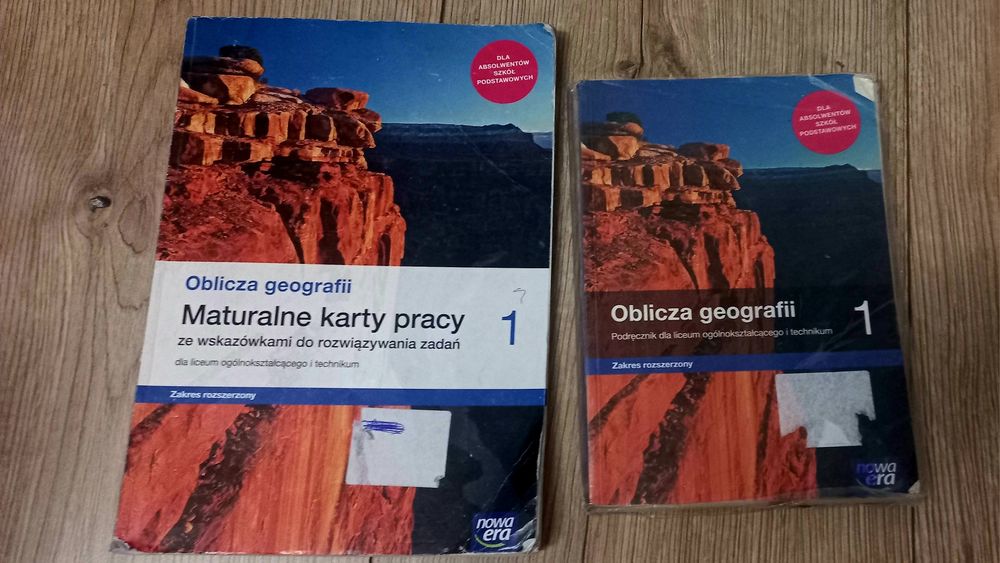 DLA
ABSOLWENTÓW
SZKÓŁ
PODSTAWOWYCH
Oblicza geografii
Maturalne karty pracy
ze wskazówkami do rozwiązywania zadań
1
dla liceum ogólnokształcącego i technikum
Zakres rozszerzony
nowa
era
DLA
ABSOLWENTÓW
SZKÓŁ
PODSTAWOWYCH
Oblicza geografii
1
Podręcznik dla liceum ogólnokształcącego i technikum
Zakres rozszerzony
nowa
era